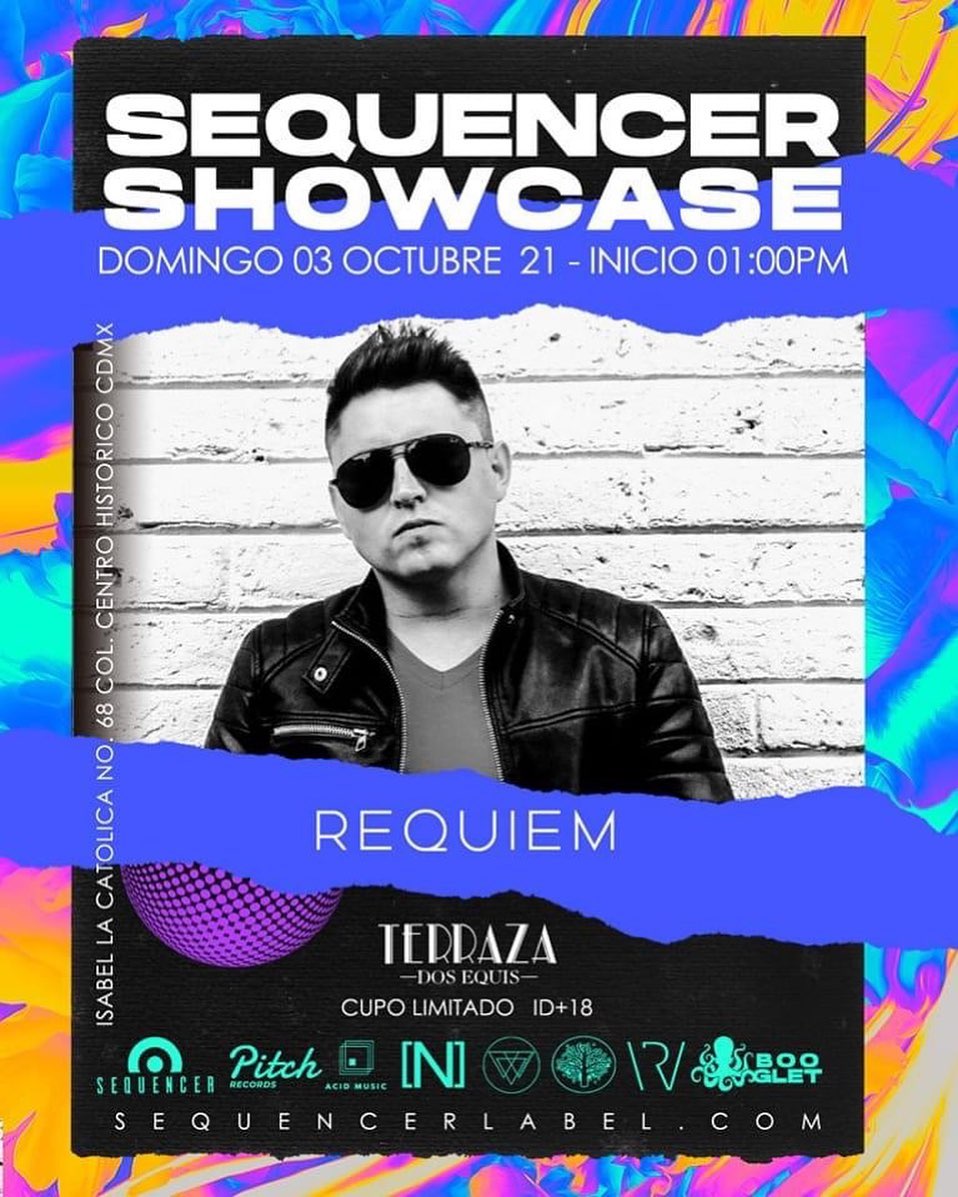 SEQUENCER
SHOWCASE
DOMINGO 03 OCTUBRE 21 - INICIO 01:00PM
ISABEL LA CATOLICA NO. 68 COL. CENTRO HISTORICO CDMX
REQUIEM
TERRAZA
—DOS EQUIS—
CUPO LIMITADO ID+18
SEQUENCER
Pitch
RECORDS
ACID MUSIC
[N]
BOO
GLET
SEQUENCERLABEL.COM